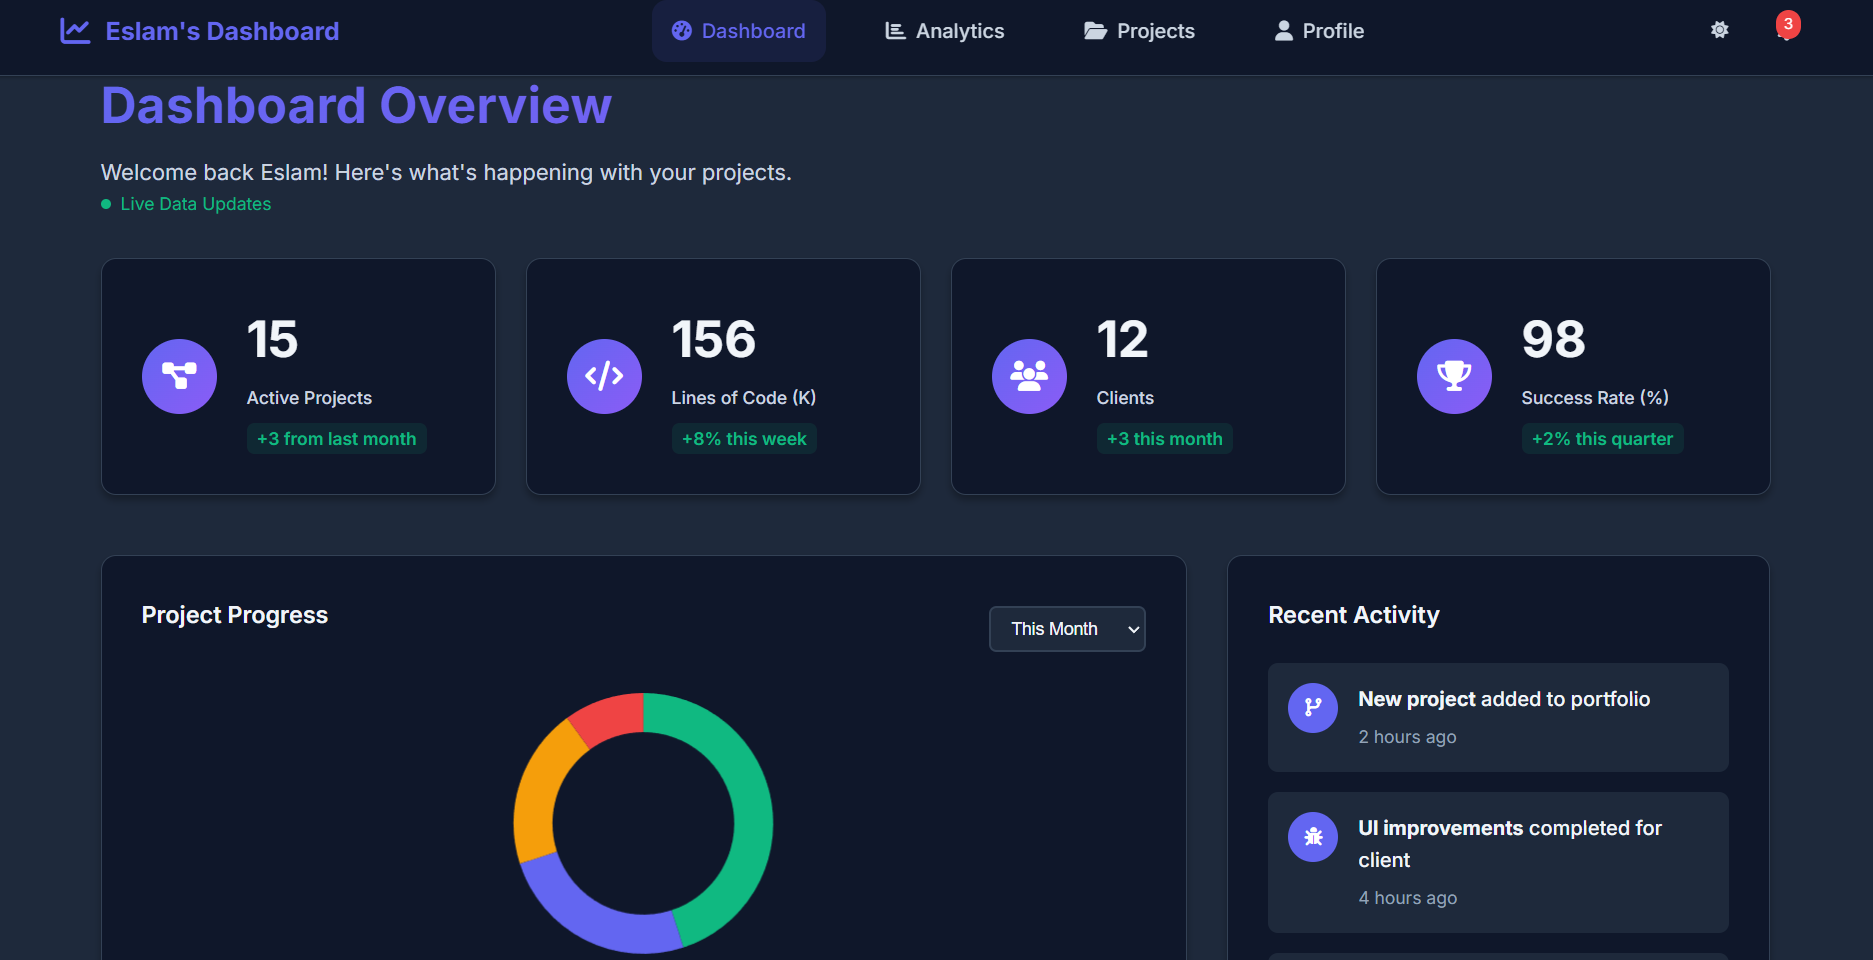 Eslam's Dashboard
Dashboard
Analytics
Projects
Profile
3
Dashboard Overview
Welcome back Eslam! Here's what's happening with your projects.
Live Data Updates
15
Active Projects
+3 from last month
156
Lines of Code (K)
+8% this week
12
Clients
+3 this month
98
Success Rate (%)
+2% this quarter
Project Progress
This Month
Recent Activity
New project added to portfolio
2 hours ago
UI improvements completed for
client
4 hours ago